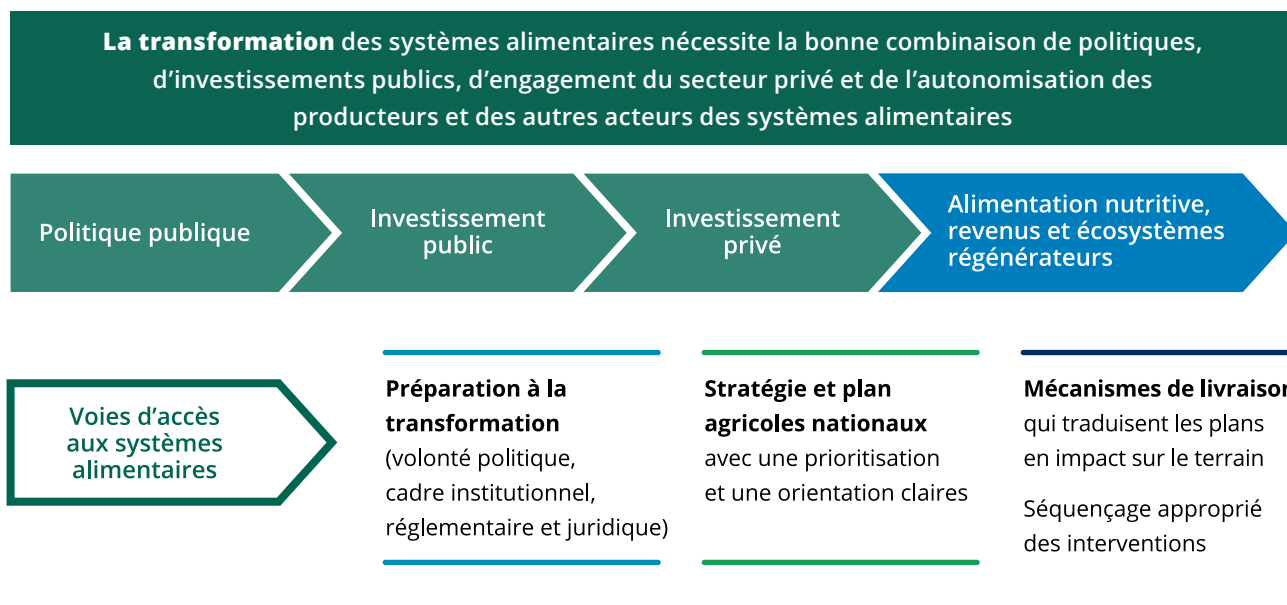 La transformation des systèmes alimentaires nécessite la bonne combinaison de politiques,
d’investissements publics, d’engagement du secteur privé et de l’autonomisation des
producteurs et des autres acteurs des systèmes alimentaires
Politique publique
Investissement
public
Investissement
privé
Alimentation nutritive,
revenus et écosystèmes
régénérateurs
Voies d’accès
aux systèmes
alimentaires
Préparation à la
transformation
(volonté politique,
cadre institutionnel,
réglementaire et juridique)
Stratégie et plan
agricoles nationaux
avec une prioritisation
et une orientation claires
Mécanismes de livraison
qui traduisent les plans
en impact sur le terrain
Séquençage approprié
des interventions